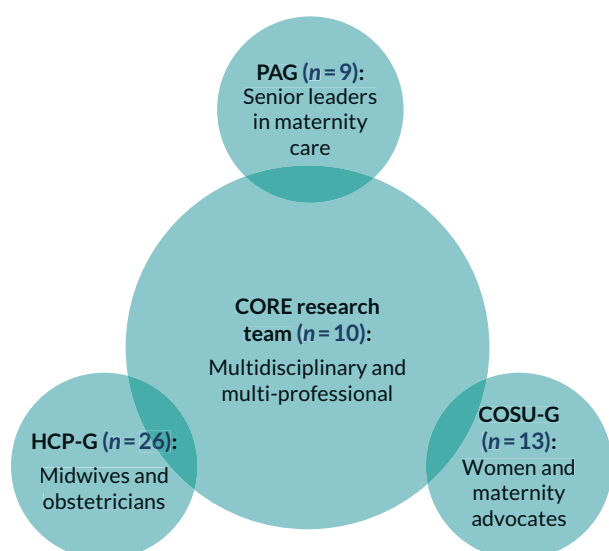 PAG (n = 9):
Senior leaders
in maternity
care
CORE research
team (n = 10):
Multidisciplinary and
multi-professional
HCP-G (n = 26):
Midwives and
obstetricians
COSU-G
(n = 13):
Women and
maternity
advocates